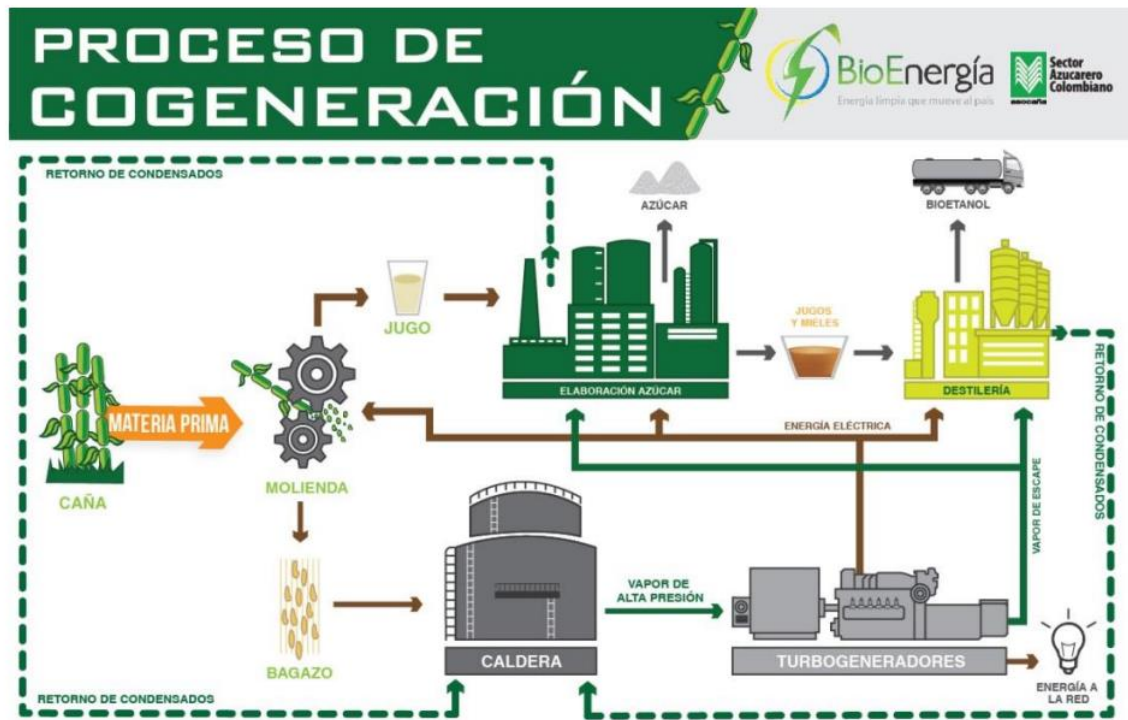 PROCESO DE
COGENERACIÓN
BioEnergía
Energía limpia que mueve al país
asocaña
Sector
Azucarero
Colombiano
RETORNO DE CONDENSADOS
AZÚCAR
BIOETANOL
JUGO
JUGOS
Y MIELES
ELABORACIÓN AZÚCAR
DESTILERÍA
MATERIA PRIMA
CAÑA
MOLIENDA
ENERGÍA ELÉCTRICA
RETORNO DE CONDENSADOS
VAPOR DE ESCAPE
VAPOR DE
ALTA PRESIÓN
BAGAZO
CALDERA
TURBOGENERADORES
ENERGÍA A
LA RED
RETORNO DE CONDENSADOS